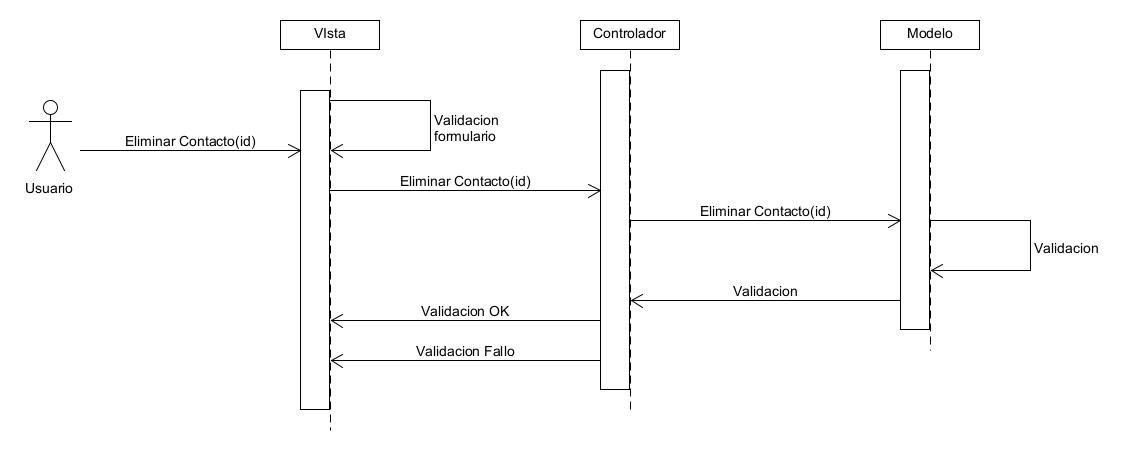 VIsta
Controlador
Modelo
Validacion
formulario
Eliminar Contacto(id)
Usuario
Eliminar Contacto(id)
Eliminar Contacto(id)
Validacion
Validacion
Validacion OK
Validacion Fallo